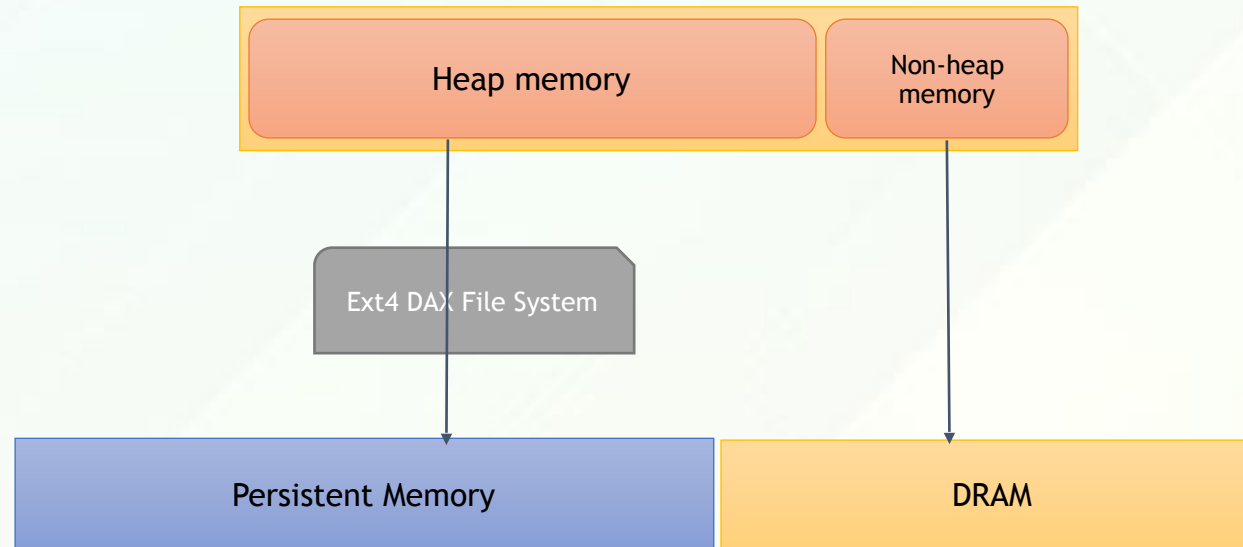 Heap memory
Non-heap
memory
Ext4 DAX File System
Persistent Memory
DRAM